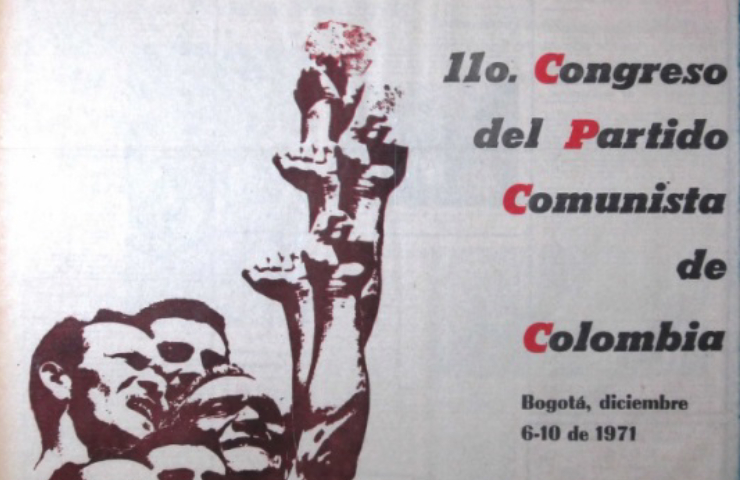 11o. Congreso
del Partido
Comunista
de
Colombia
Bogotá, diciembre
6-10 de 1971